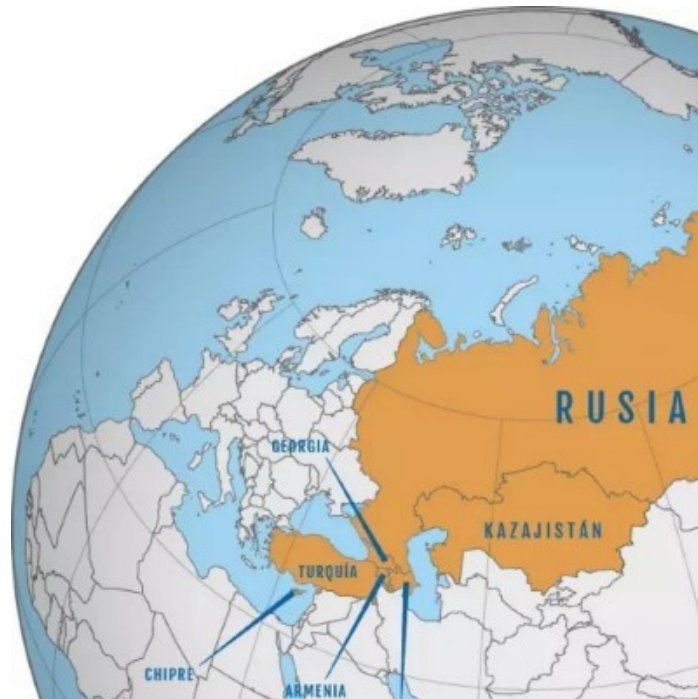 RUSIA
GEORGIA
KAZAJISTÁN
TURQUÍA
CHIPRE
ARMENIA